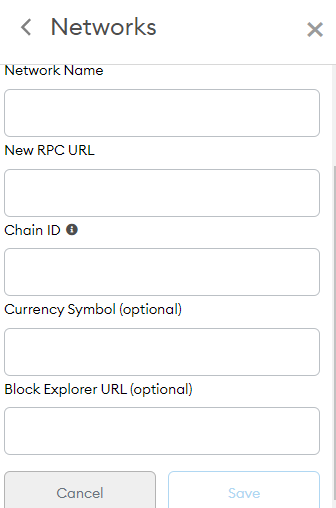 Networks
Network Name
New RPC URL
Chain ID
Currency Symbol (optional)
Block Explorer URL (optional)
Cancel
Save